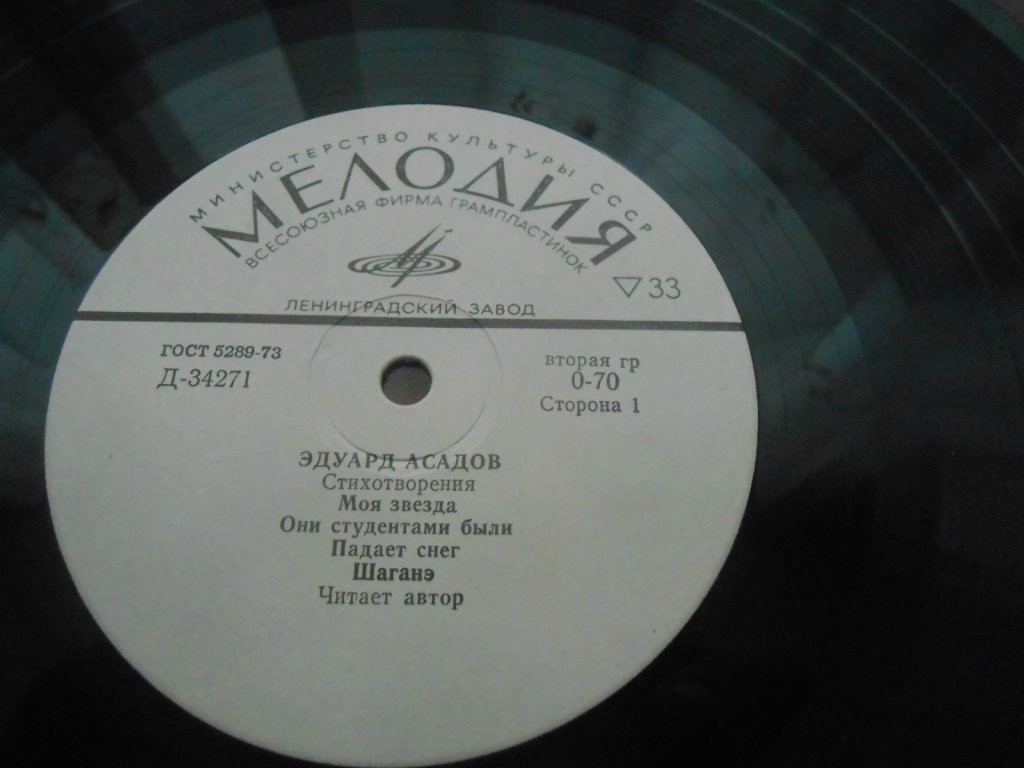 МИНИСТЕРСТВО КУЛЬТУРЫ СССР
МЕЛОДИЯ
ВСЕСОЮЗНАЯ ФИРМА ГРАМПЛАСТИНОК
33
ЛЕНИНГРАДСКИЙ ЗАВОД
ГОСТ 5289-73
Д-34271
вторая гр
0-70
Сторона 1
ЭДУАРД АСАДОВ
Стихотворения
Моя звезда
Они студентами были
Падает снег
Шаганэ
Читает автор